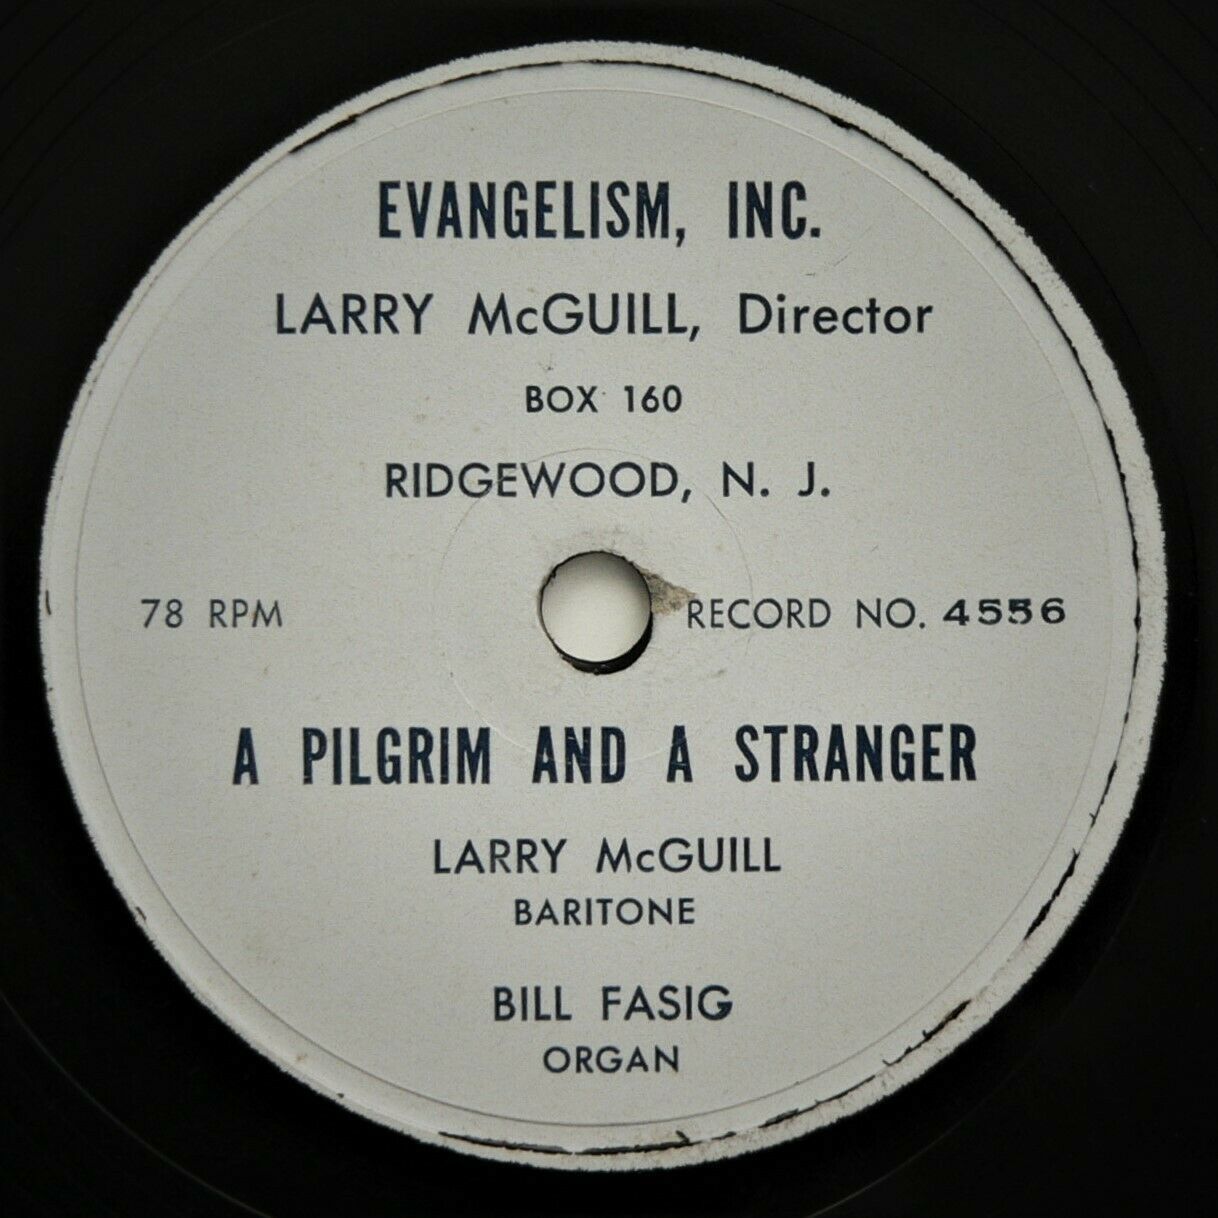 EVANGELISM, INC.
LARRY McGUILL, Director
BOX 160
RIDGEWOOD, N. J.
78 RPM
RECORD NO. 4556
A PILGRIM AND A STRANGER
LARRY McGUILL
BARITONE
BILL FASIG
ORGAN